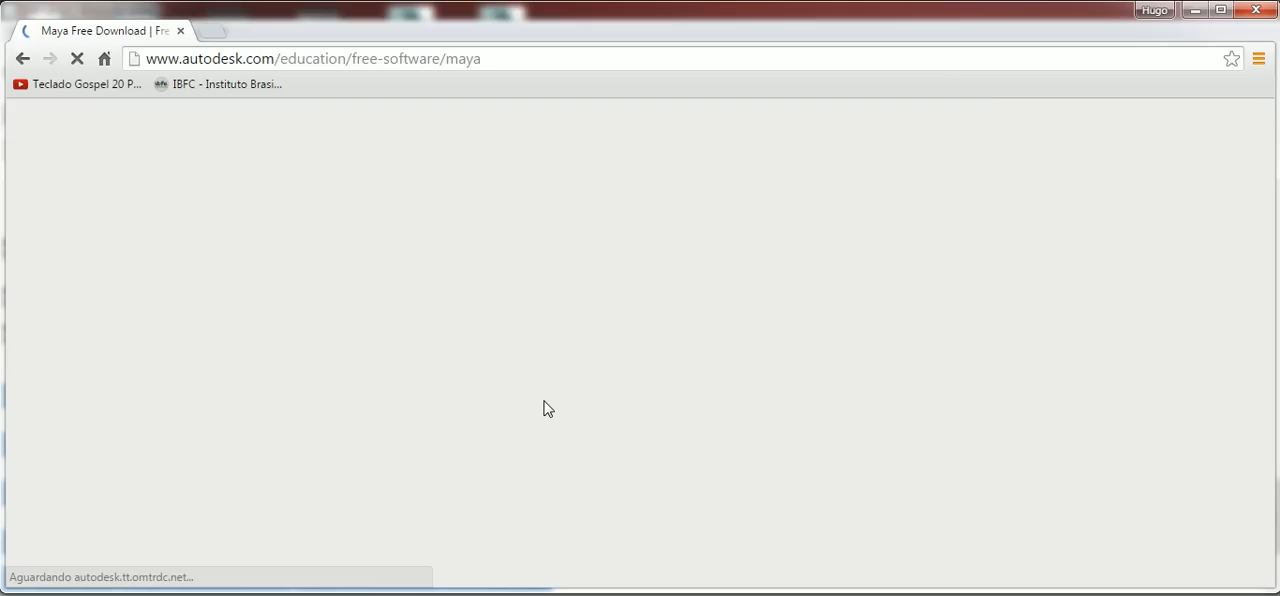 Hugo
Maya Free Download | Fre
www.autodesk.com/education/free-software/maya
Teclado Gospel 20 P... IBFC - Instituto Brasi...
Aguardando autodesk.tt.omtrdc.net...